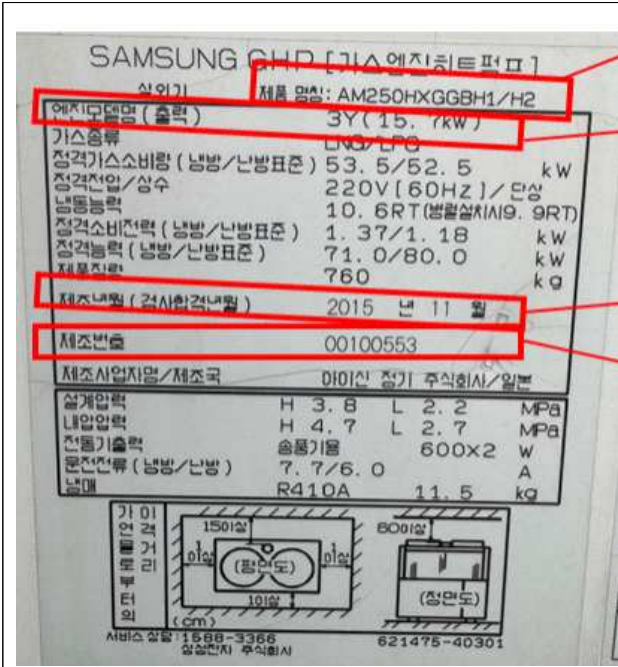 SAMSUNG GHP [가스엔진히트펌프]
실외기 제품 명칭: AM250HXGGBH1/H2
엔진모델명(출력) 3Y(15. 7kW)
가스종류 LNG/LPG
정격가스소비량(냉방/난방표준) 53. 5/52. 5 kW
정격전압/상수 220V[60Hz]/단상
냉동능력 10. 6RT(병렬설치시9. 9RT)
정격소비전력(냉방/난방표준) 1. 37/1. 18 kW
정격능력(냉방/난방표준) 71. 0/80. 0 kW
제품질량 760 kg
제조년월(검사합격년월) 2015 년 11 월
제조번호 00100553
제조사업자명/제조국 아이신 정기 주식회사/일본
설계압력 H 3. 8 L 2. 2 MPa
내압압력 H 4. 7 L 2. 7 MPa
전동기출력 송풍기용 600x2 W
운전전류(냉방/난방) 7. 7/6. 0 A
냉매 R410A 11. 5 kg
가이
연격
물거
로리
부
터
의
150이상
이상
(평면도)
이상
10이상
(cm)
60이상
(정면도)
서비스 상담:1588-3366
삼성전자 주식회사
621475-40301